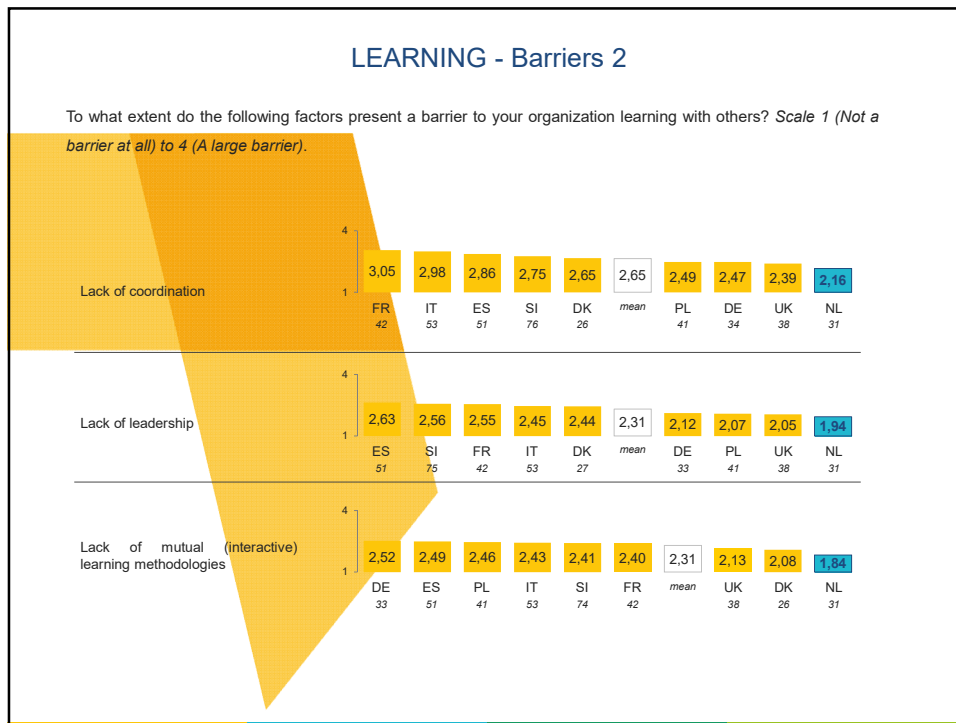 LEARNING - Barriers 2
To what extent do the following factors present a barrier to your organization learning with others? Scale 1 (Not a
barrier at all) to 4 (A large barrier).
4
3,05 2,98 2,86 2,75 2,65 2,65 2,49 2,47 2,39 2,16
Lack of coordination
1
FR IT ES SI DK mean PL DE UK NL
42 53 51 76 26 41 34 38 31
4
2,63 2,56 2,55 2,45 2,44 2,31 2,12 2,07 2,05 1,94
Lack of leadership
1
ES SI FR IT DK mean DE PL UK NL
51 75 42 53 27 33 41 38 31
4
Lack of mutual (interactive)
learning methodologies
2,52 2,49 2,46 2,43 2,41 2,40 2,31 2,13 2,08 1,84
1
DE ES PL IT SI FR mean UK DK NL
33 51 41 53 74 42 38 26 31